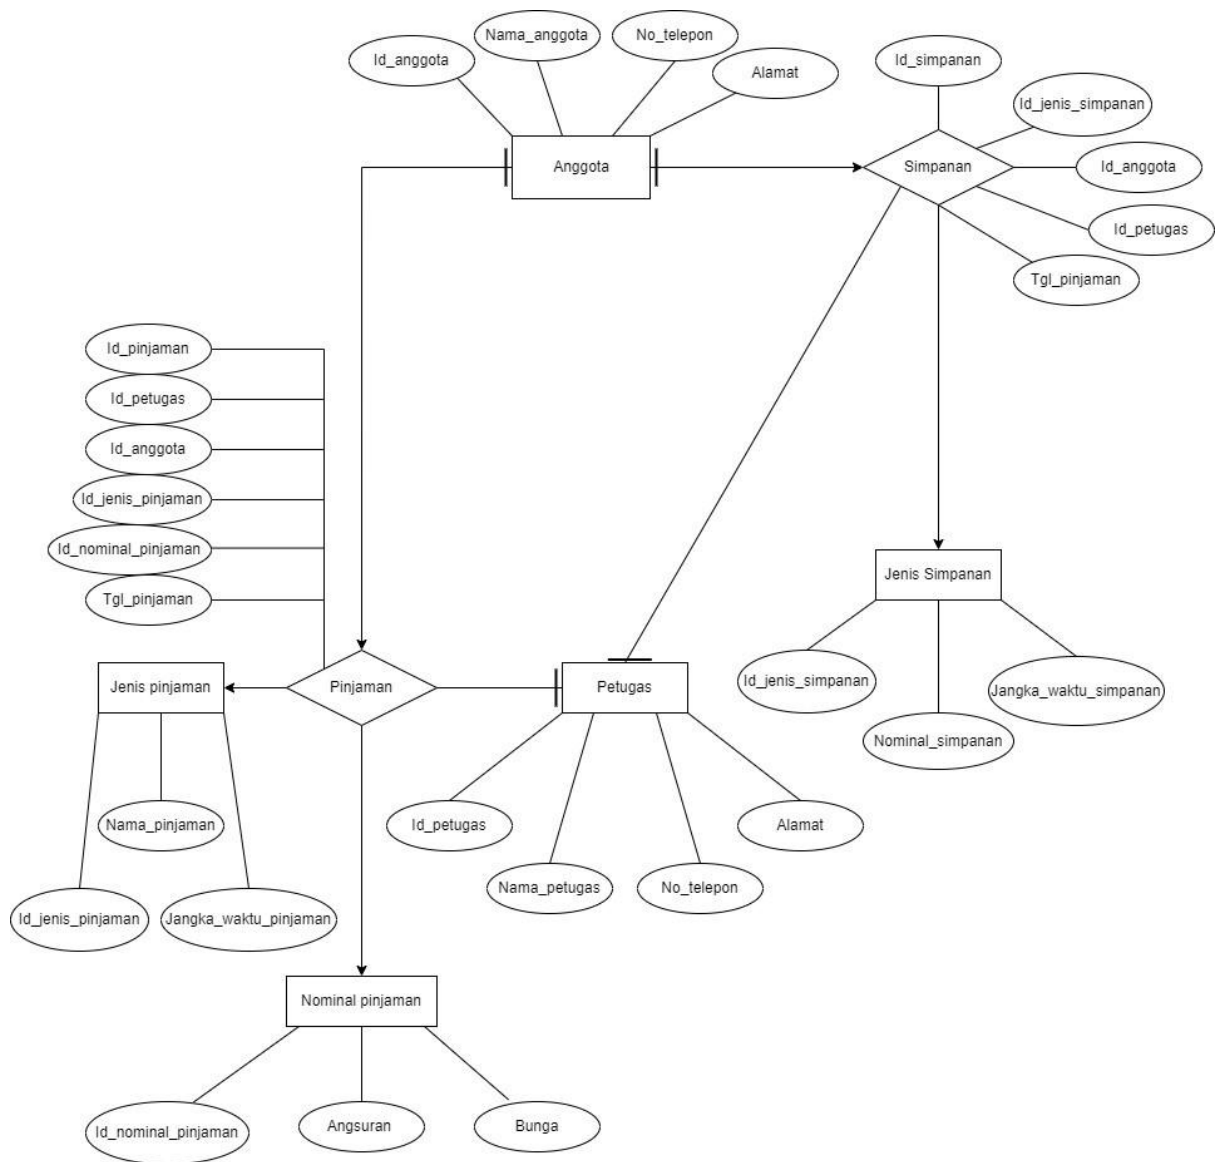 Nama_anggota
No_telepon
Id_anggota
Alamat
Id_simpanan
Id_jenis_simpanan
Anggota
Simpanan
Id_anggota
Id_petugas
Tgl_pinjaman
Id_pinjaman
Id_petugas
Id_anggota
Id_jenis_pinjaman
Id_nominal_pinjaman
Tgl_pinjaman
Jenis Simpanan
Jenis pinjaman
Pinjaman
Petugas
Id_jenis_simpanan
Jangka_waktu_simpanan
Nominal_simpanan
Nama_pinjaman
Id_petugas
Alamat
Nama_petugas
No_telepon
Id_jenis_pinjaman
Jangka_waktu_pinjaman
Nominal pinjaman
Id_nominal_pinjaman
Angsuran
Bunga